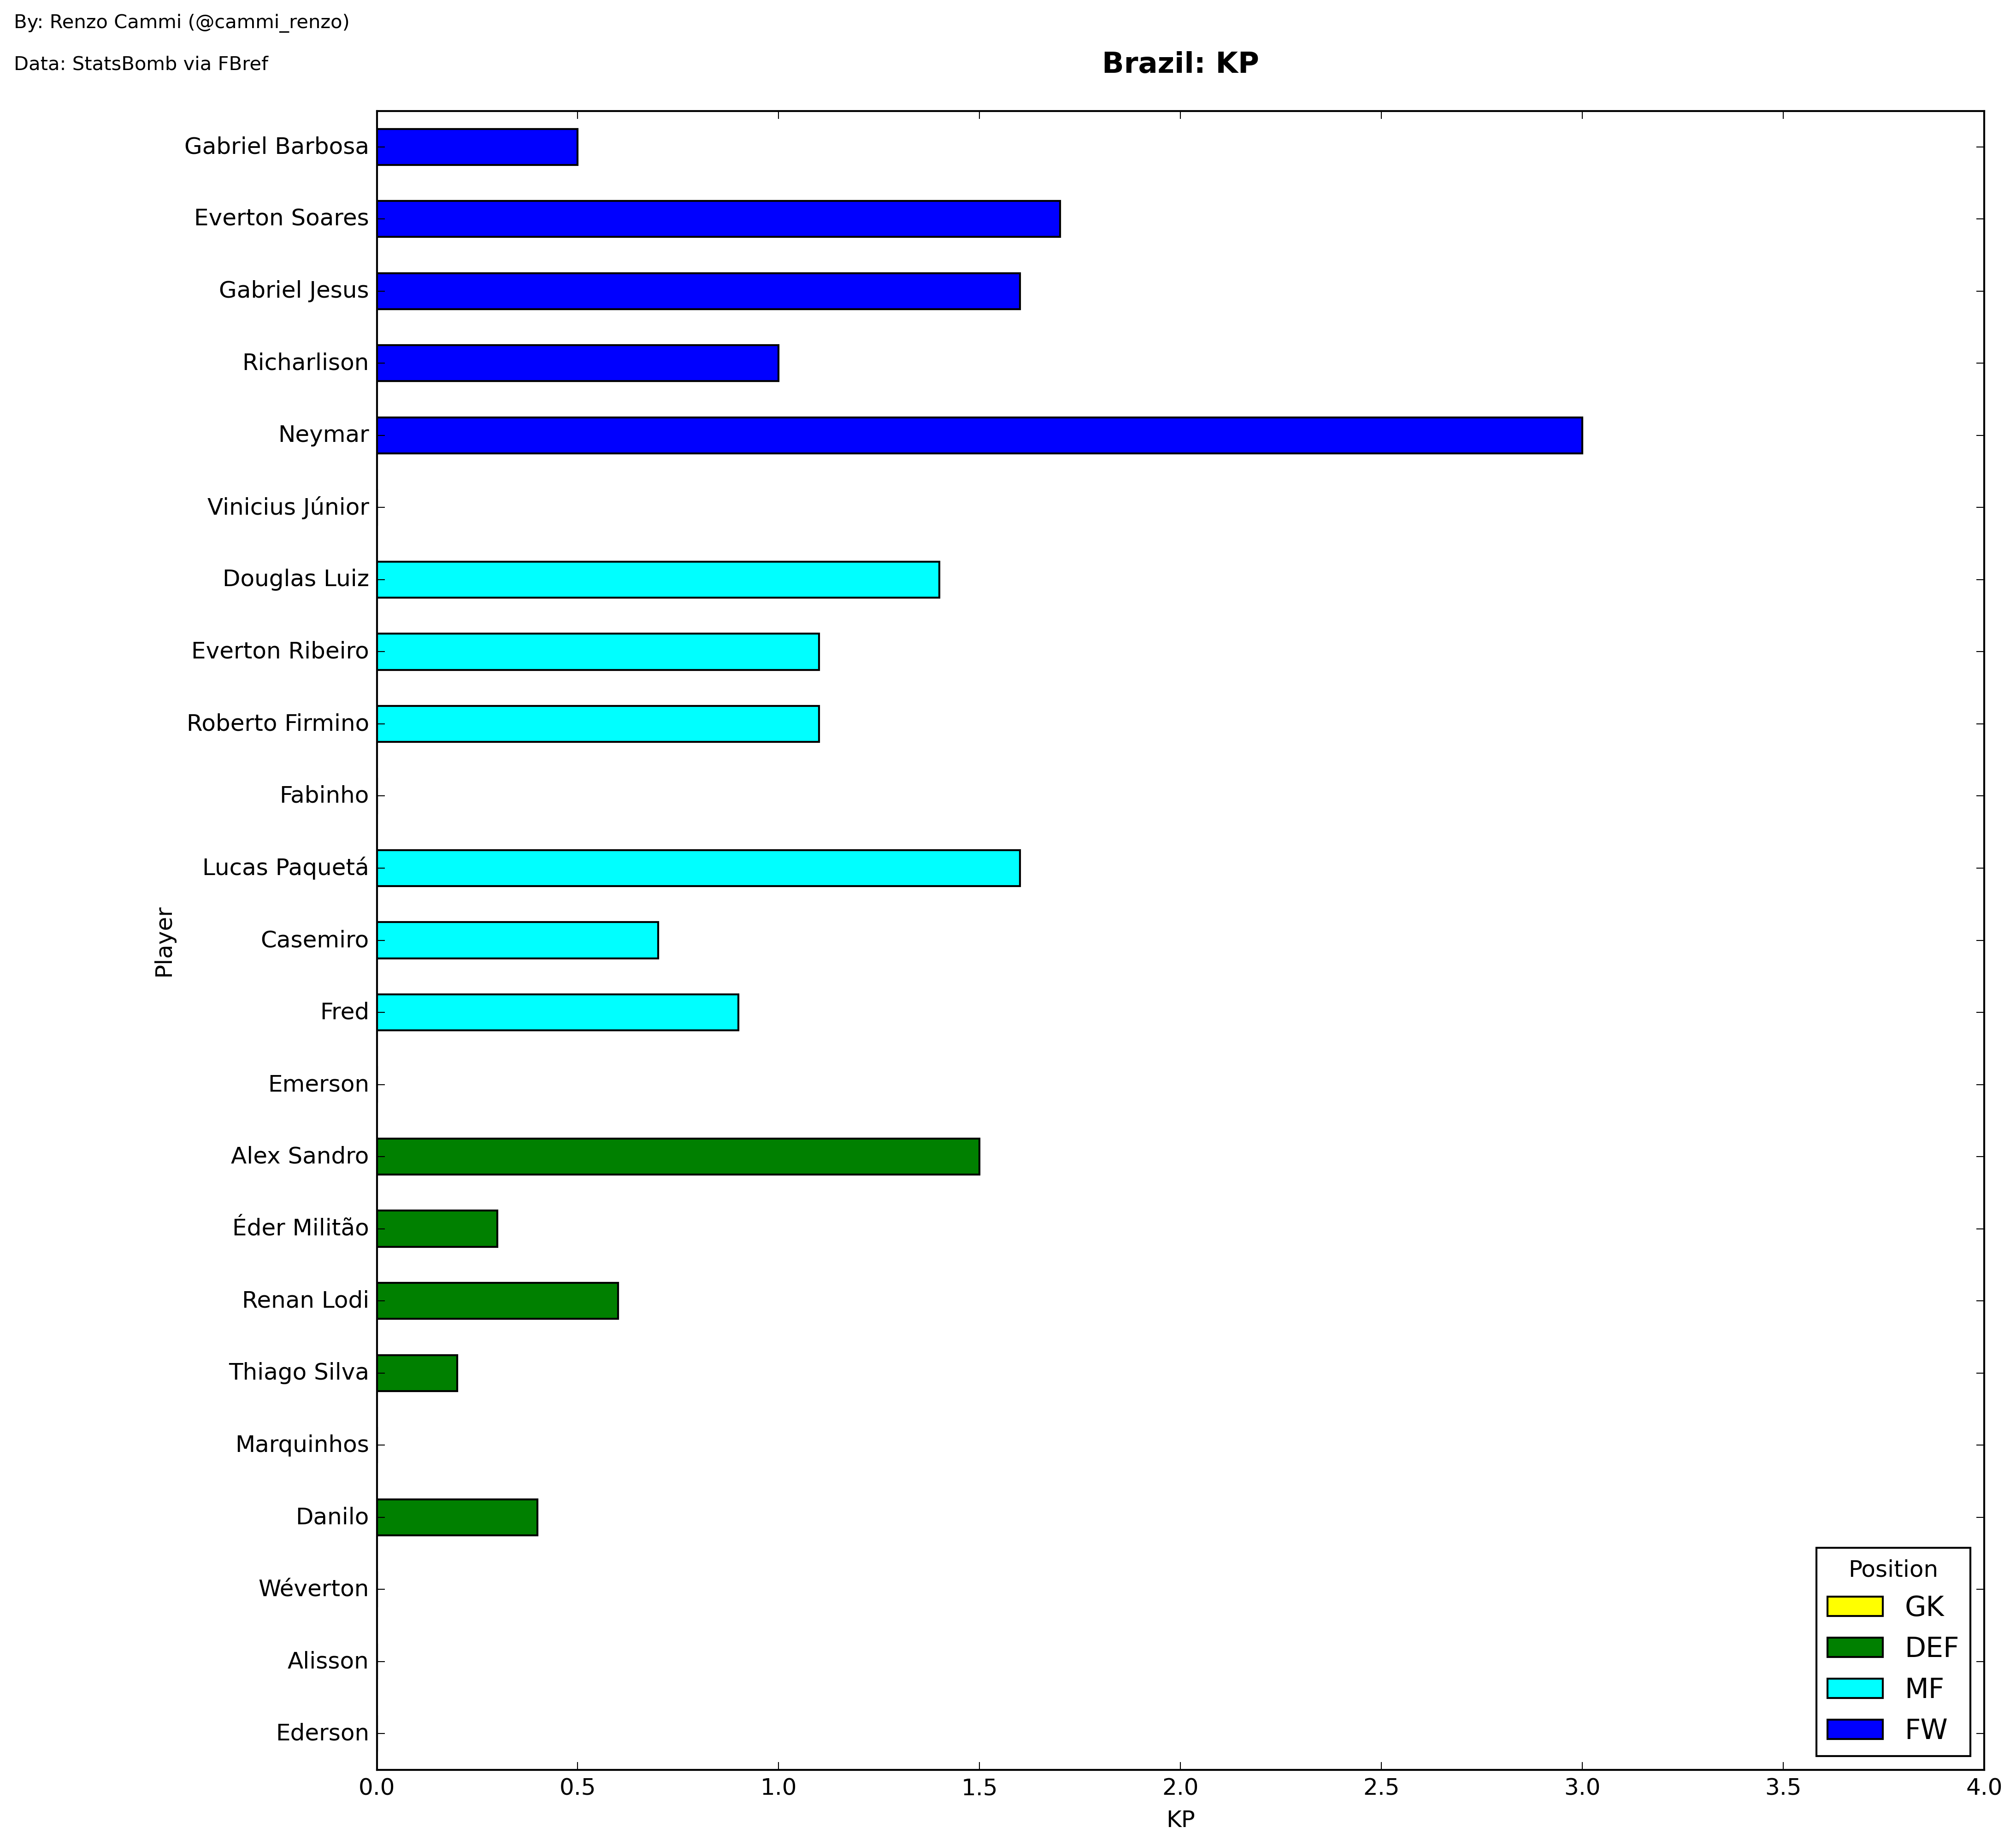 By: Renzo Cammi (@cammi_renzo)
Data: StatsBomb via FBref
Brazil: KP
Gabriel Barbosa
Everton Soares
Gabriel Jesus
Richarlison
Neymar
Vinicius Júnior
Douglas Luiz
Everton Ribeiro
Roberto Firmino
Fabinho
Lucas Paquetá
Casemiro
Fred
Emerson
Alex Sandro
Éder Militão
Renan Lodi
Thiago Silva
Marquinhos
Danilo
Wéverton
Alisson
Ederson
Player
Position
GK
DEF
MF
FW
0.0 0.5 1.0 1.5 2.0 2.5 3.0 3.5 4.0
KP